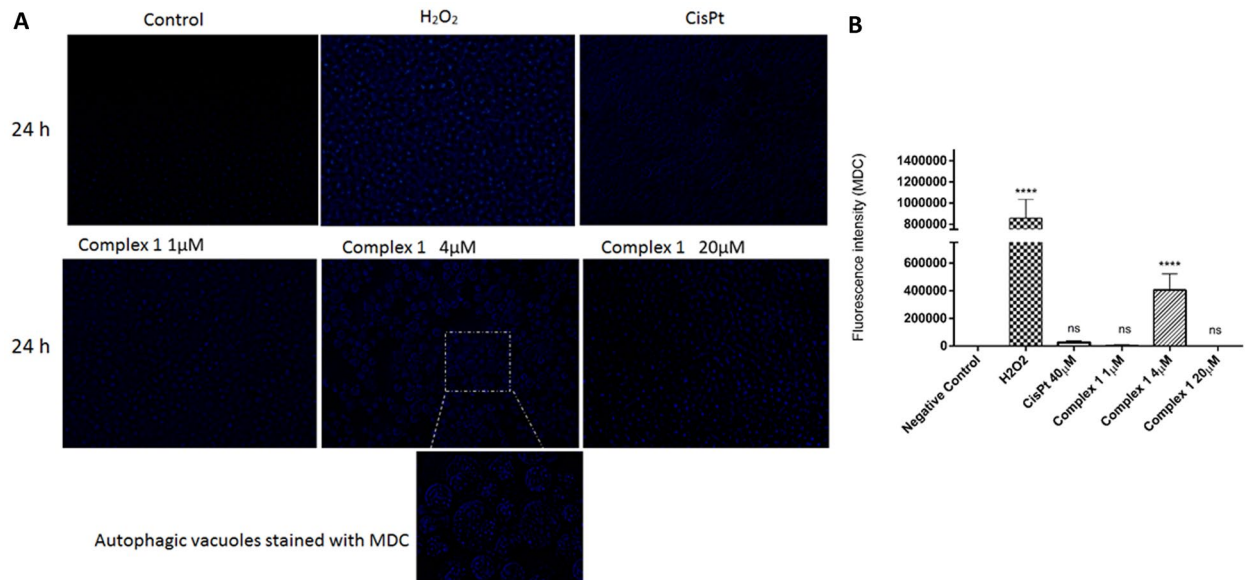 A
Control
H₂O₂
CisPt
24 h
Complex 1 1µM
Complex 1 4µM
Complex 1 20µM
24 h
Autophagic vacuoles stained with MDC
B
Fluorescence intensity (MDC)
1400000
1200000
1000000
800000
600000
400000
200000
0
****
ns
ns
****
ns
Negative Control
H2O2
CisPt 40µM
Complex 1 1µM
Complex 1 4µM
Complex 1 20µM